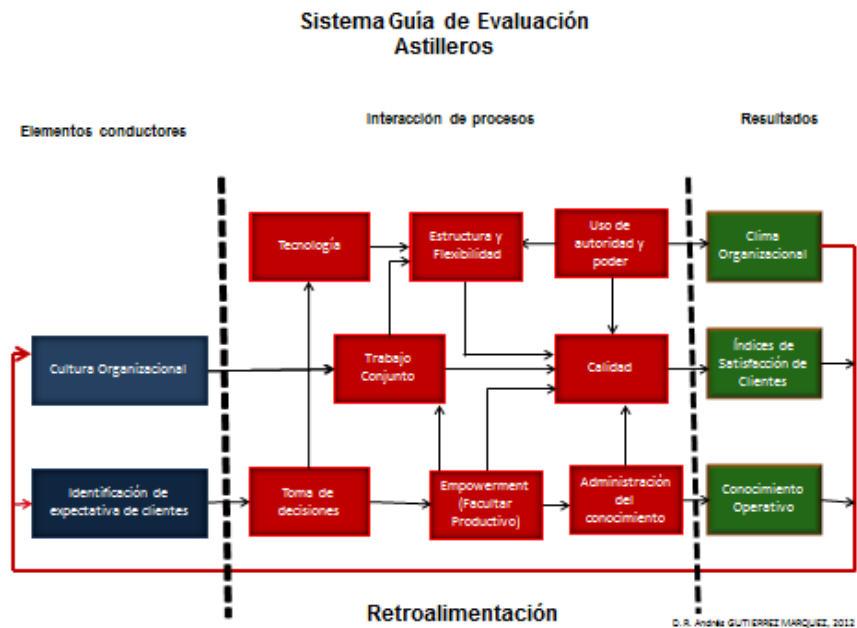 Sistema Guía de Evaluación
Astilleros
Elementos conductores
Interacción de procesos
Resultados
Tecnología
Estructura y
Flexibilidad
Uso de
autoridad y
poder
Clima
Organizacional
Cultura Organizacional
Trabajo
Conjunto
Calidad
Índices de
Satisfacción de
Clientes
Identificación de
expectativa de clientes
Toma de
decisiones
Empowerment
(Facultar
Productivo)
Administración
del
conocimiento
Conocimiento
Operativo
Retroalimentación
D. R. Andrés GUTIERREZ MARQUEZ, 2012